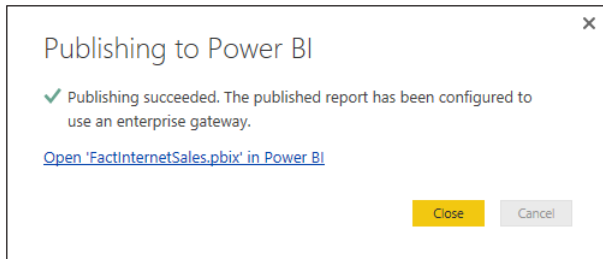 Publishing to Power BI
Publishing succeeded. The published report has been configured to
use an enterprise gateway.
Open 'FactInternetSales.pbix' in Power BI
Close Cancel